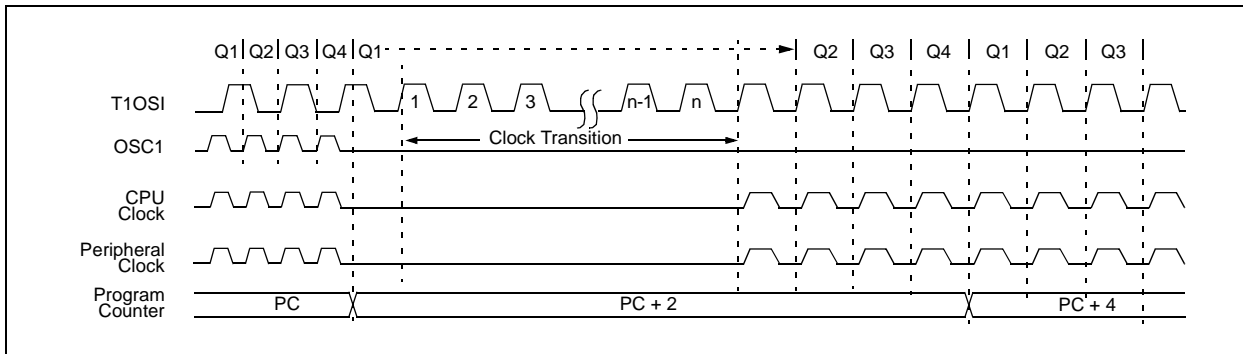 Q1 Q2 Q3 Q4 Q1 Q2 Q3 Q4 Q1 Q2 Q3
T1OSI
1 2 3 n-1 n
Clock Transition
OSC1
CPU
Clock
Peripheral
Clock
Program
Counter
PC PC + 2 PC + 4